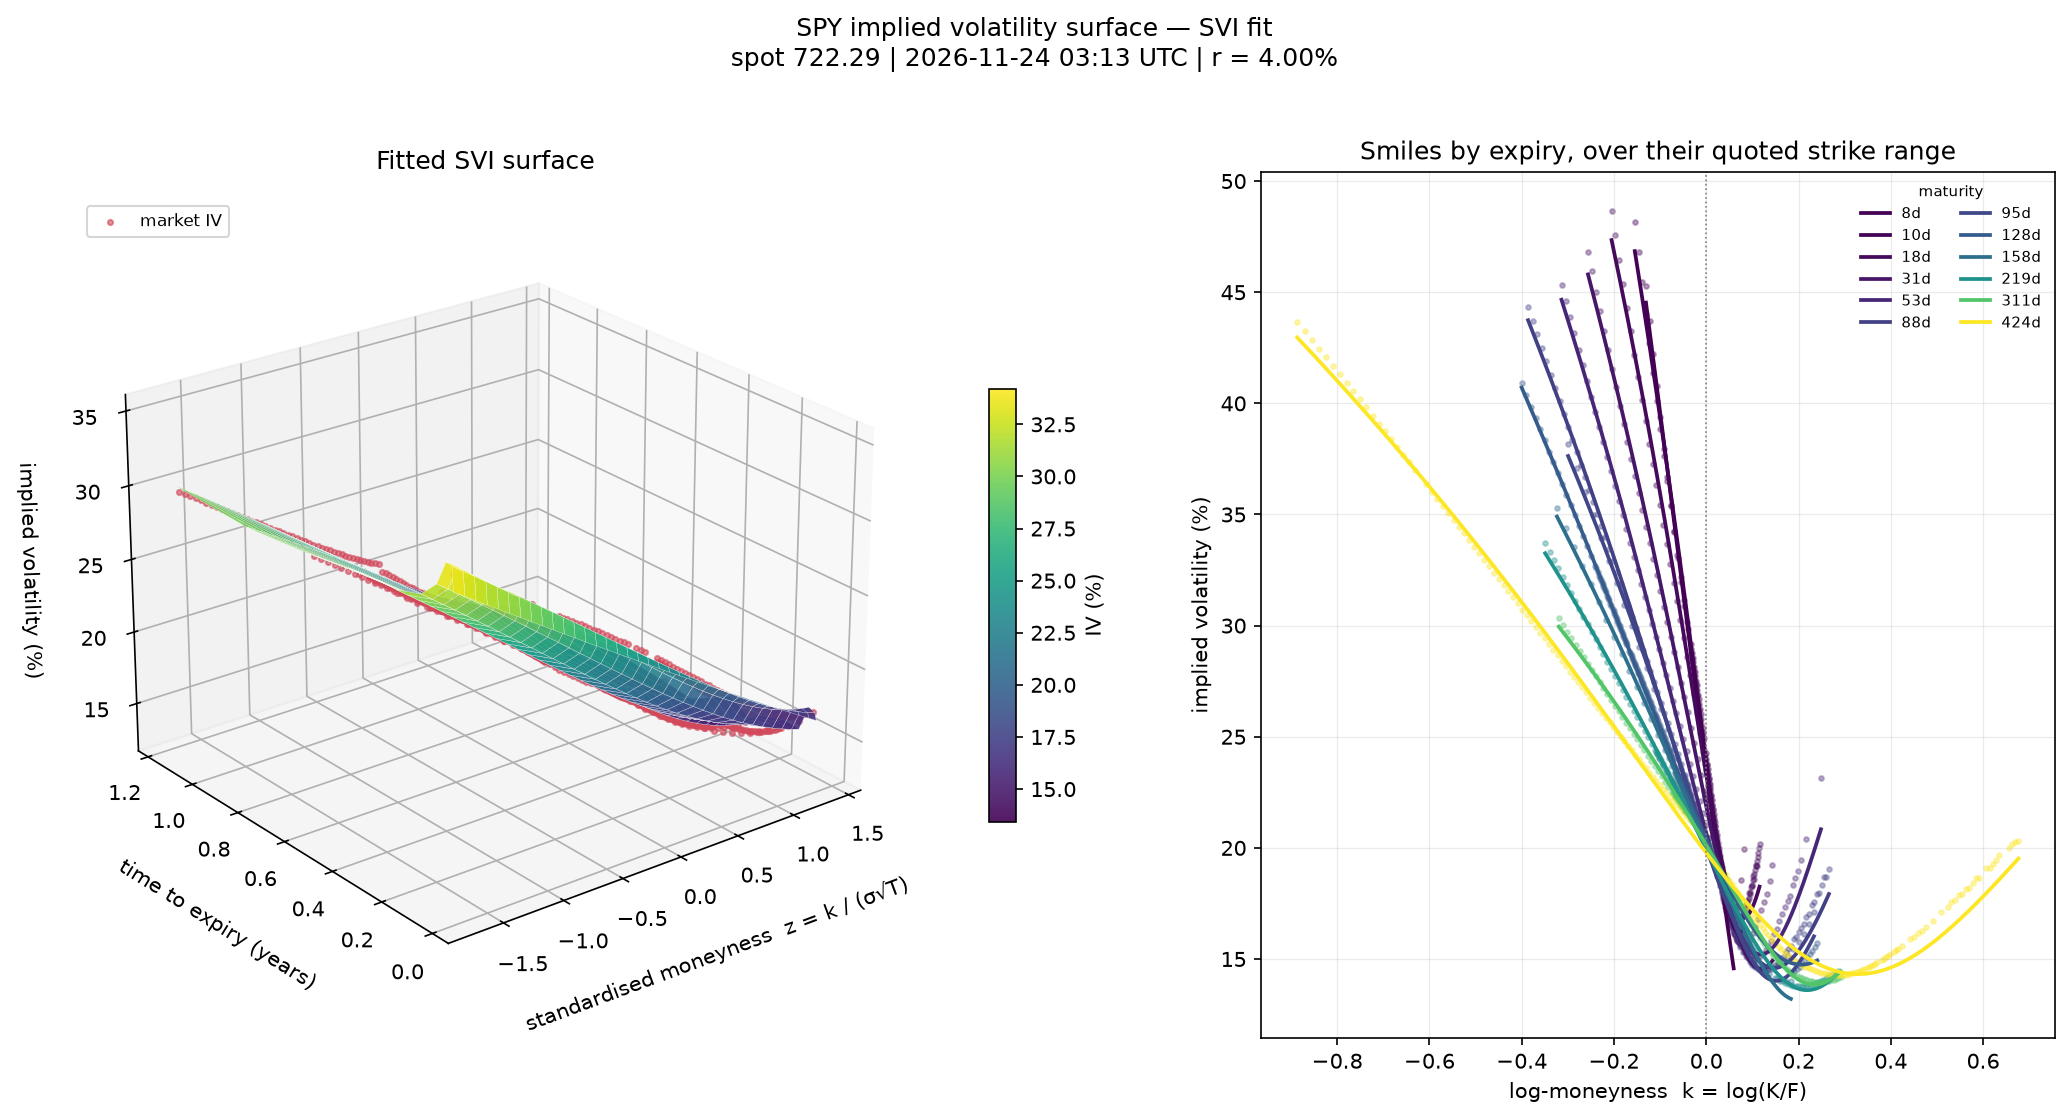 SPY implied volatility surface — SVI fit
spot 722.29 | 2026-11-24 03:13 UTC | r = 4.00%
Fitted SVI surface
market IV
35
30
25
20
15
implied volatility (%)
1.2
1.0
0.8
0.6
0.4
0.2
0.0
time to expiry (years)
−1.5
−1.0
−0.5
0.0
0.5
1.0
1.5
standardised moneyness z = k / (σ√T)
32.5
30.0
27.5
25.0
22.5
20.0
17.5
15.0
IV (%)
Smiles by expiry, over their quoted strike range
maturity
8d 95d
10d 128d
18d 158d
31d 219d
53d 311d
88d 424d
50
45
40
35
30
25
20
15
implied volatility (%)
−0.8 −0.6 −0.4 −0.2 0.0 0.2 0.4 0.6
log-moneyness k = log(K/F)